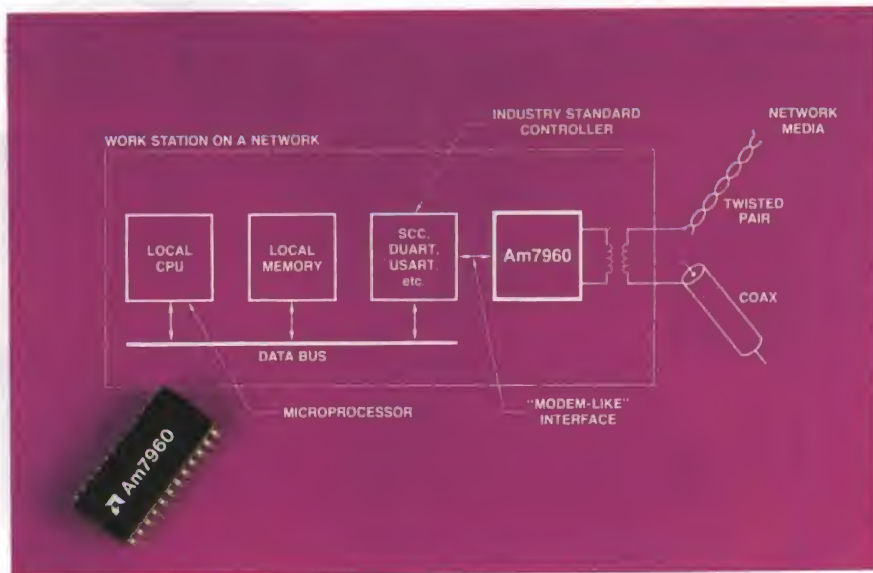 INDUSTRY STANDARD
CONTROLLER
NETWORK
MEDIA
WORK STATION ON A NETWORK
TWISTED
PAIR
LOCAL
CPU
LOCAL
MEMORY
SCC,
DUART,
USART,
etc.
Am7960
COAX
DATA BUS
MICROPROCESSOR
"MODEM-LIKE"
INTERFACE
Am7960